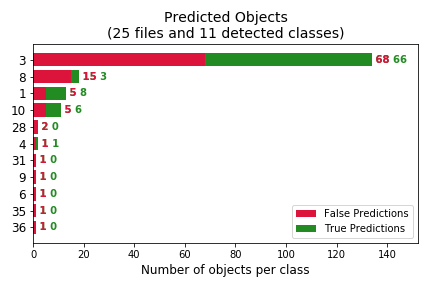 Predicted Objects
(25 files and 11 detected classes)
3 68 66
8 15 3
1 5 8
10 5 6
28 2 0
4 1 1
31 1 0
9 1 0
6 1 0
35 1 0
36 1 0
False Predictions
True Predictions
0 20 40 60 80 100 120 140
Number of objects per class